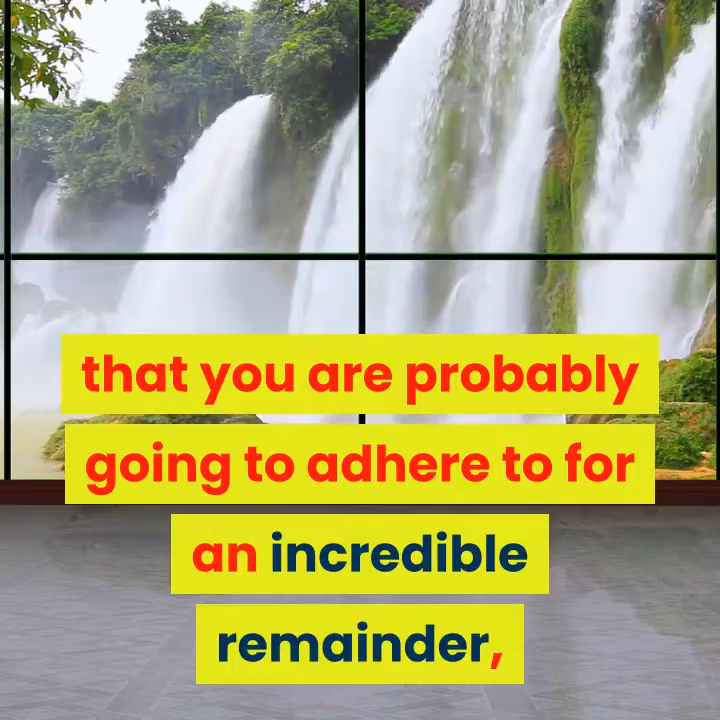 that you are probably
going to adhere to for
an incredible
remainder,